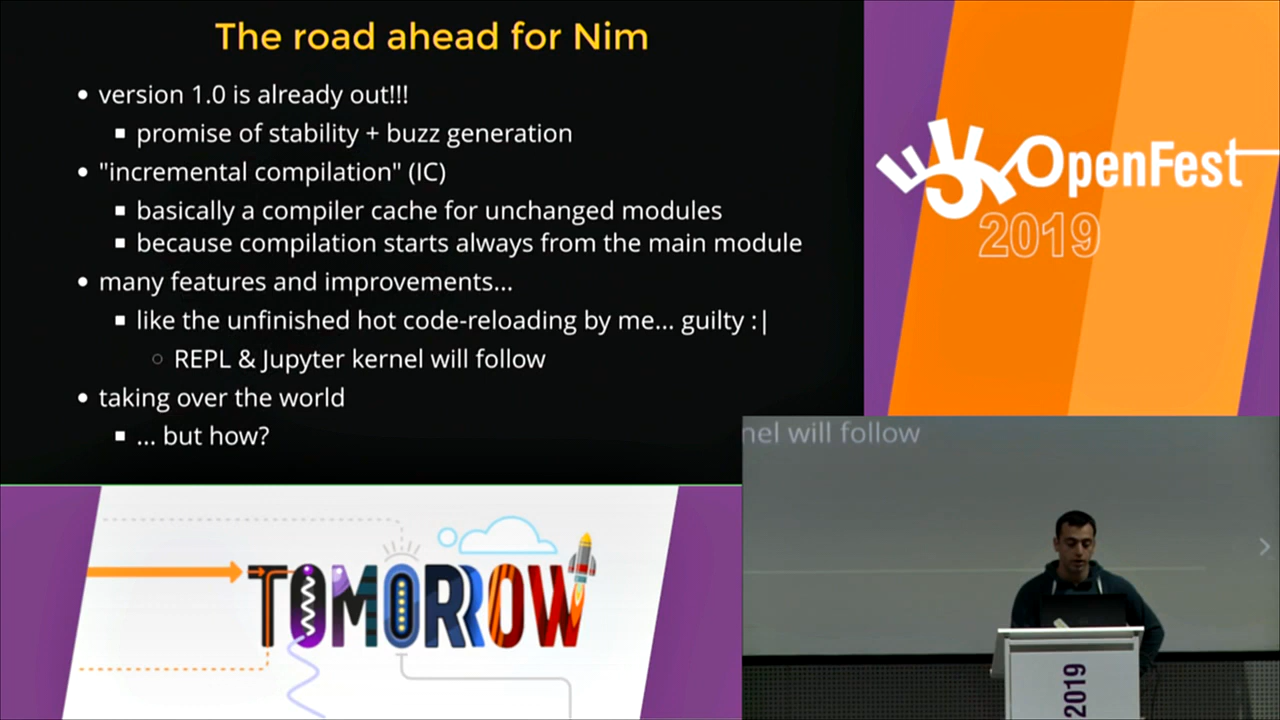 The road ahead for Nim
• version 1.0 is already out!!!
▪ promise of stability + buzz generation
• "incremental compilation" (IC)
▪ basically a compiler cache for unchanged modules
▪ because compilation starts always from the main module
• many features and improvements...
▪ like the unfinished hot code-reloading by me... guilty :|
○ REPL & Jupyter kernel will follow
• taking over the world
▪ ... but how?
OpenFest
2019
nel will follow
TOMORROW
2019